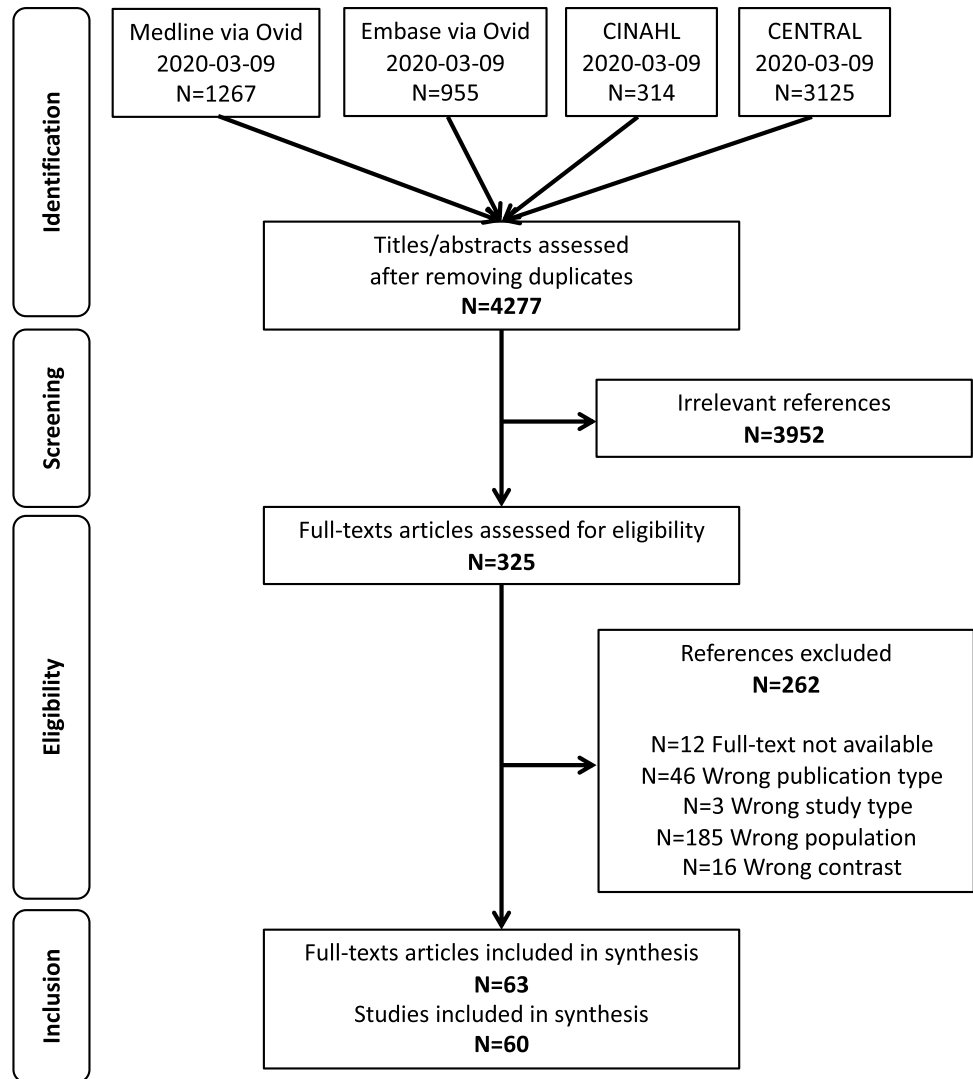 Identification
Medline via Ovid
2020-03-09
N=1267
Embase via Ovid
2020-03-09
N=955
CINAHL
2020-03-09
N=314
CENTRAL
2020-03-09
N=3125
Titles/abstracts assessed
after removing duplicates
N=4277
Screening
Irrelevant references
N=3952
Eligibility
Full-texts articles assessed for eligibility
N=325
References excluded
N=262
N=12 Full-text not available
N=46 Wrong publication type
N=3 Wrong study type
N=185 Wrong population
N=16 Wrong contrast
Inclusion
Full-texts articles included in synthesis
N=63
Studies included in synthesis
N=60